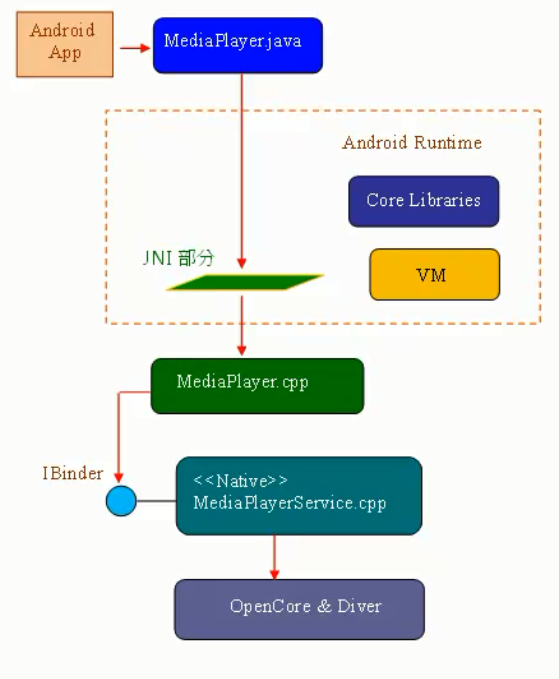 Android
App
MediaPlayer.java
Android Runtime
Core Libraries
JNI 部分
VM
MediaPlayer.cpp
IBinder
<<Native>>
MediaPlayerService.cpp
OpenCore & Diver